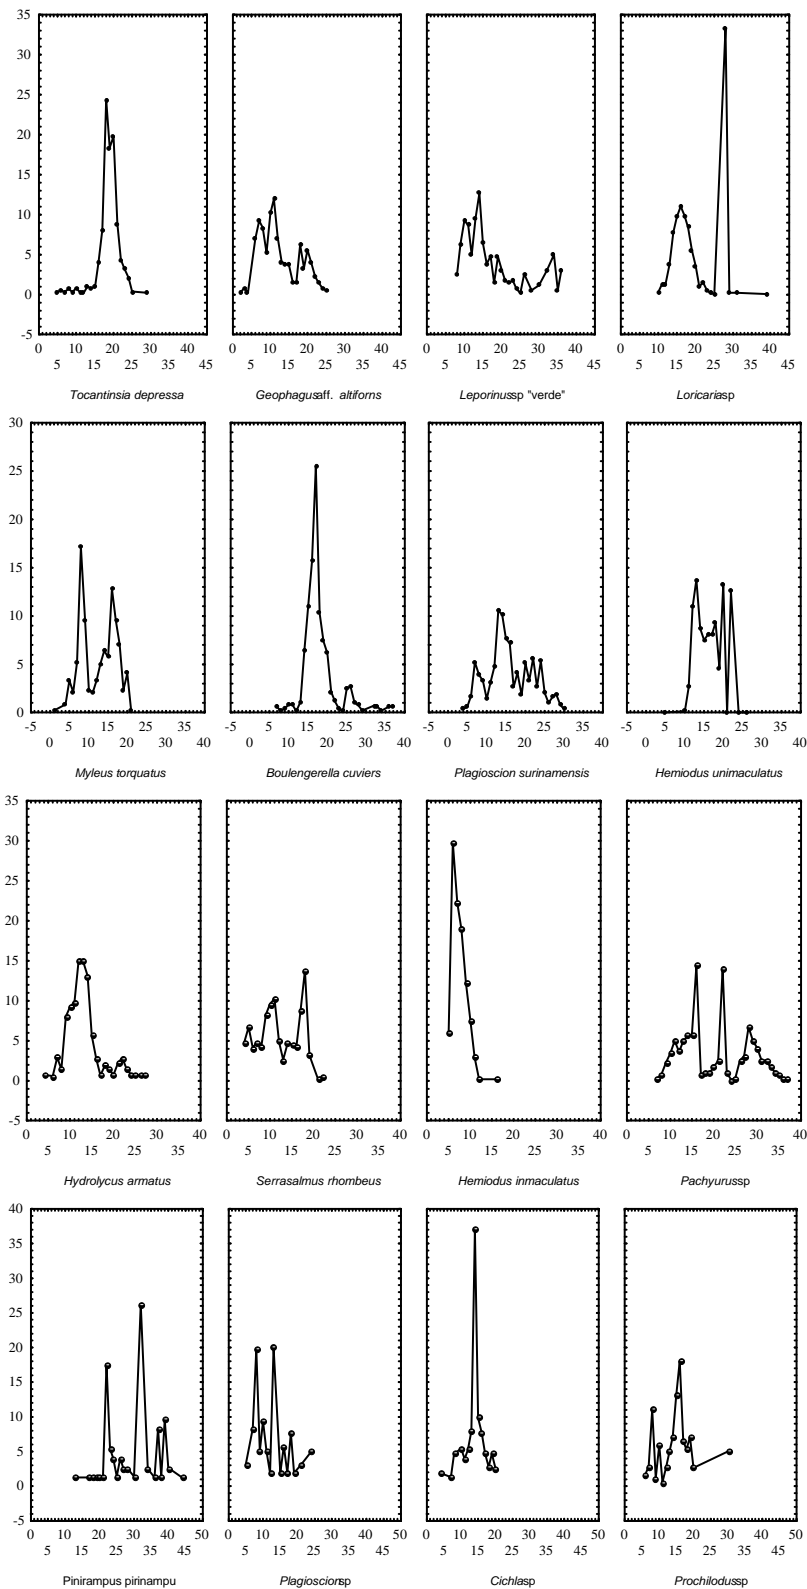 35
30
25
20
15
10
5
0
-5
0 10 20 30 40 0 10 20 30 40 0 10 20 30 40 0 10 20 30 40
5 15 25 35 45 5 15 25 35 45 5 15 25 35 45 5 15 25 35 45
Tocantinsia depressa Geophagusaff. altiforns Leporinussp "verde" Loricariasp
30
25
20
15
10
5
0
-5 5 15 25 35 -5 5 15 25 35 -5 5 15 25 35 -5 5 15 25 35
0 10 20 30 40 0 10 20 30 40 0 10 20 30 40 0 10 20 30 40
Myleus torquatus Boulengerella cuviers Plagioscion surinamensis Hemiodus unimaculatus
35
30
25
20
15
10
5
0
-5
0 10 20 30 40 0 10 20 30 40 0 10 20 30 40 0 10 20 30 40
5 15 25 35 5 15 25 35 5 15 25 35 5 15 25 35
Hydrolycus armatus Serrasalmus rhombeus Hemiodus inmaculatus Pachyurussp
40
35
30
25
20
15
10
5
0
-5
0 10 20 30 40 50 0 10 20 30 40 50 0 10 20 30 40 50 0 10 20 30 40 50
5 15 25 35 45 5 15 25 35 45 5 15 25 35 45 5 15 25 35 45
Pinirampus pirinampu Plagioscionsp Cichlasp Prochilodussp